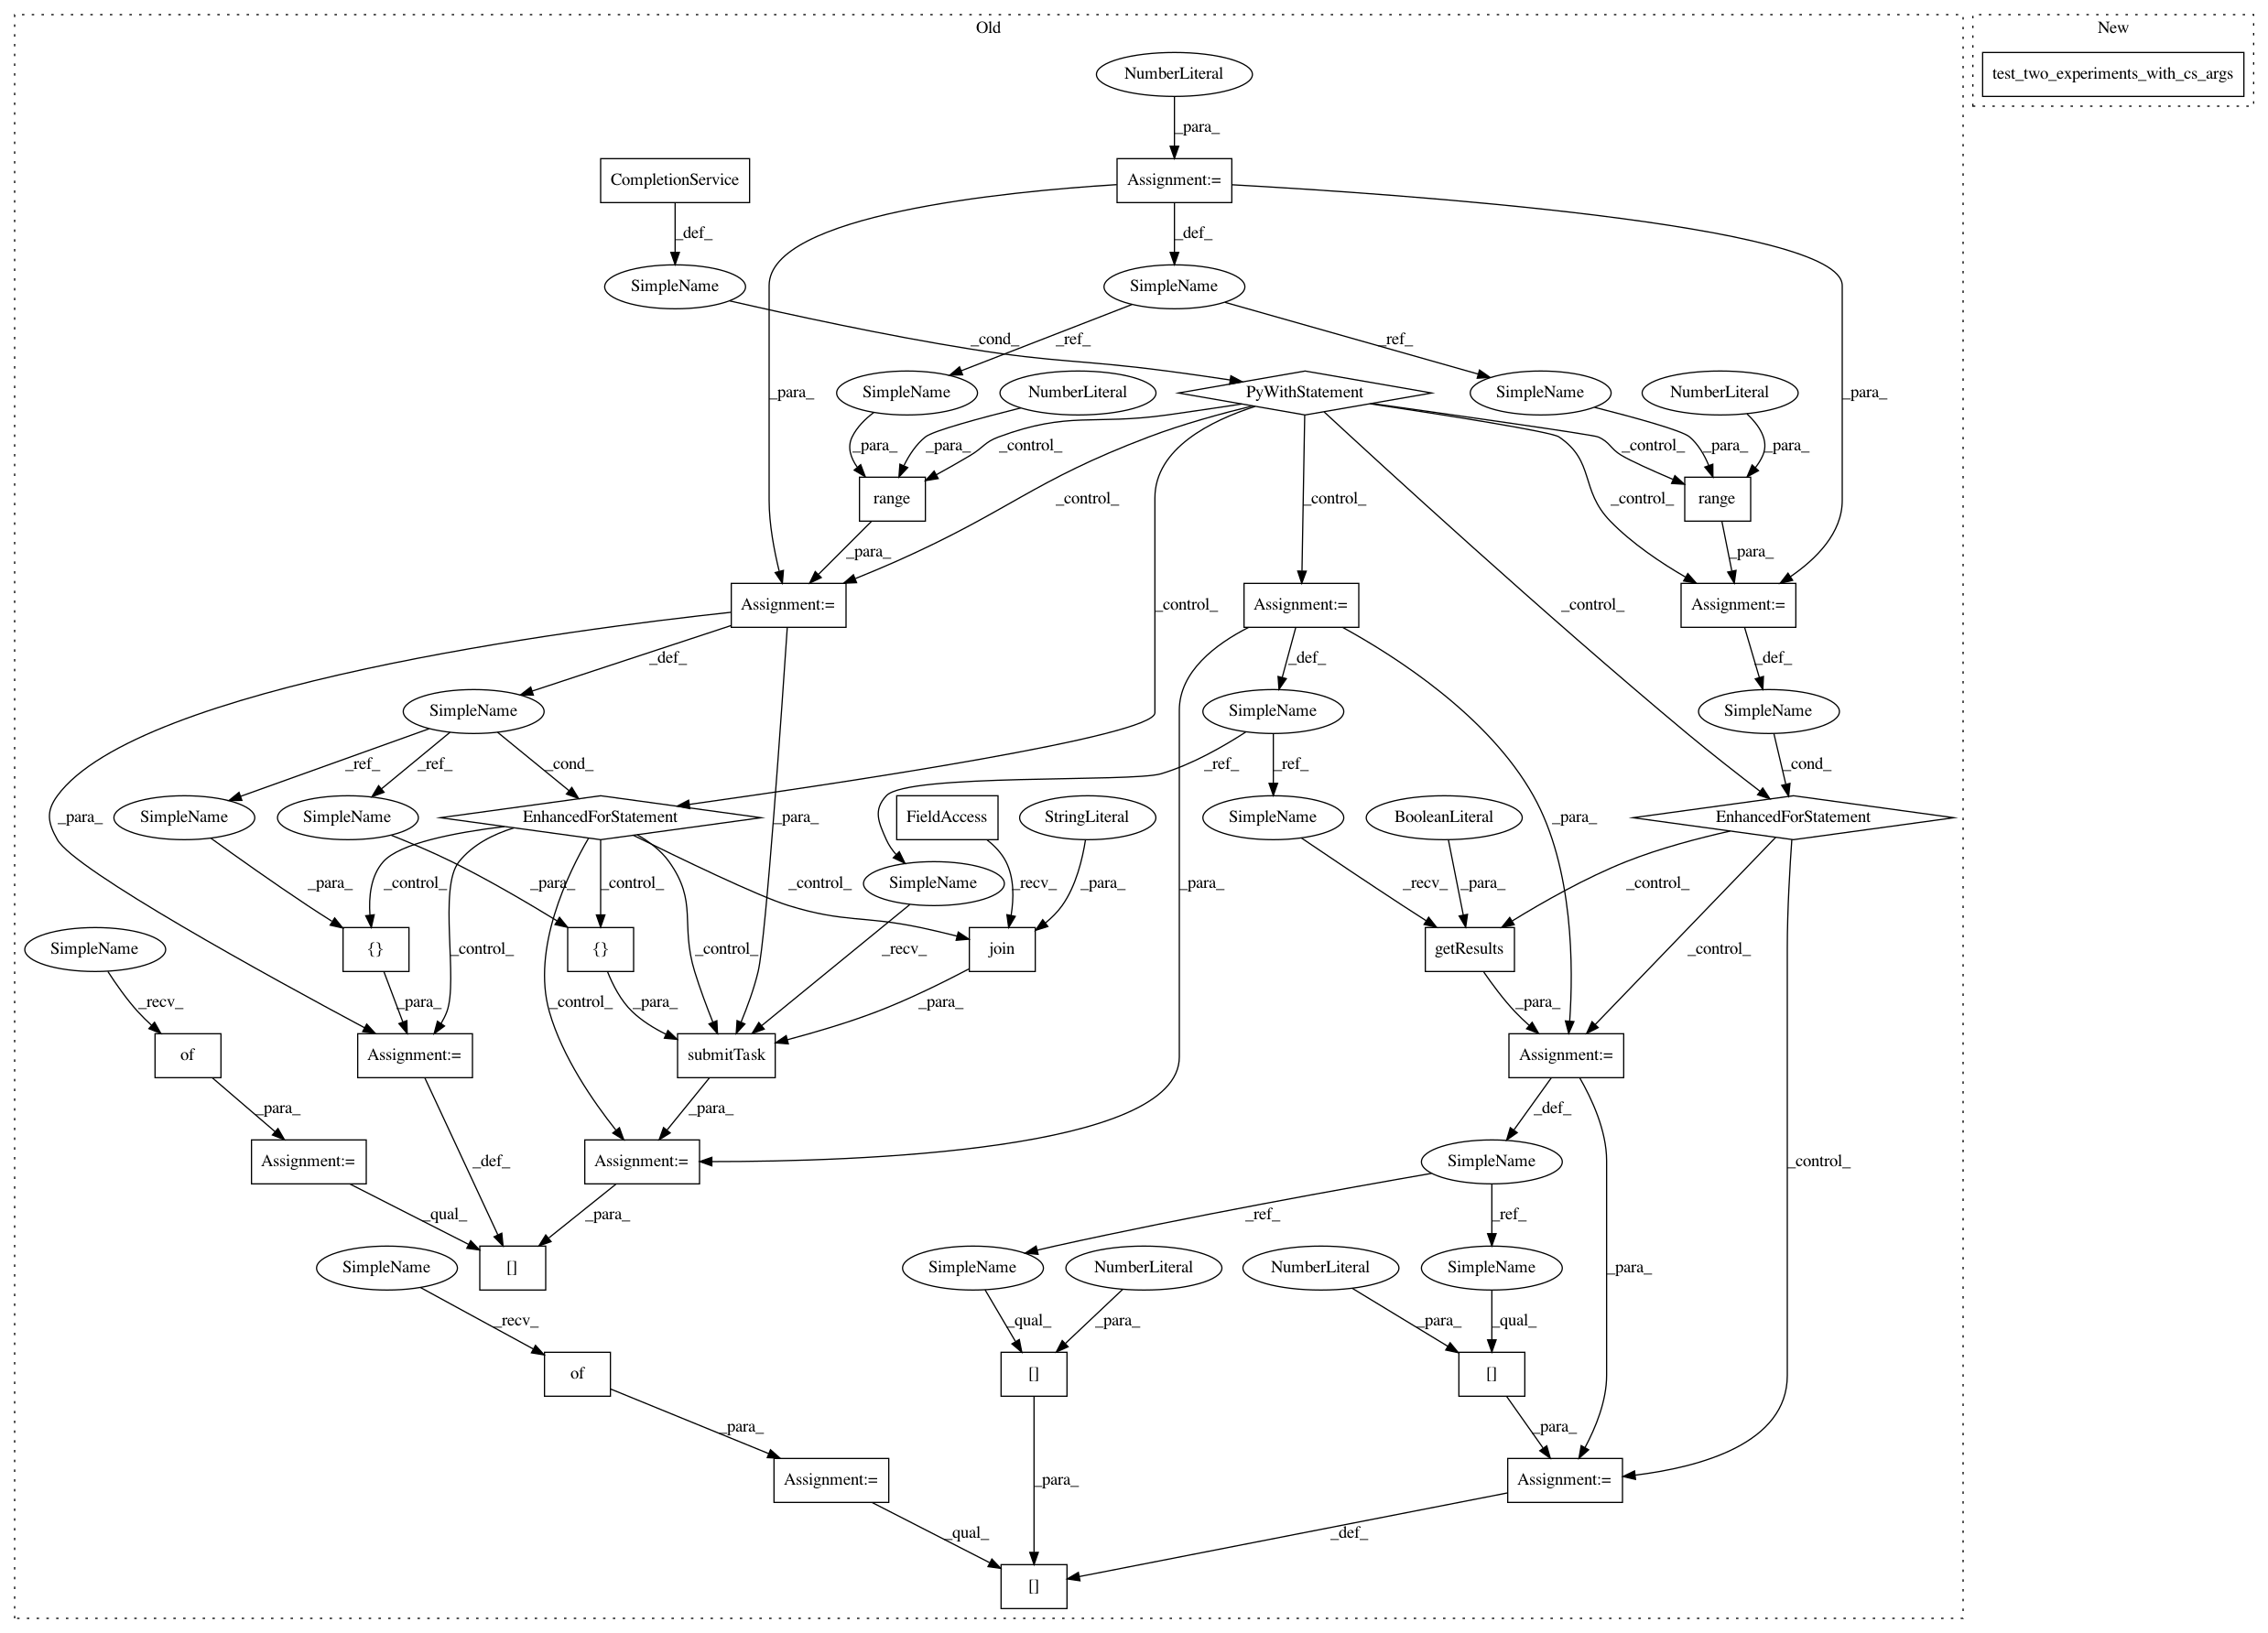 Old
New
NumberLiteral
test_two_experiments_with_cs_args
_para_
CompletionService
Assignment:=
_def_
_def_
SimpleName
SimpleName
_cond_
_ref_
_ref_
_para_
SimpleName
NumberLiteral
PyWithStatement
SimpleName
NumberLiteral
_para_
_para_
_para_
_control_
_control_
_para_
_para_
range
_control_
_control_
_control_
range
_para_
_para_
Assignment:=
Assignment:=
Assignment:=
_control_
_control_
_def_
_def_
_def_
SimpleName
SimpleName
SimpleName
_ref_
_ref_
_cond_
_ref_
_ref_
_cond_
_para_
SimpleName
SimpleName
EnhancedForStatement
_para_
FieldAccess
StringLiteral
SimpleName
BooleanLiteral
_para_
EnhancedForStatement
_para_
_control_
_para_
_control_
_control_
SimpleName
_recv_
_para_
_para_
_recv_
_para_
_control_
SimpleName
{}
_control_
{}
_control_
_recv_
join
getResults
_control_
_recv_
_para_
_control_
_para_
_para_
_para_
of
Assignment:=
submitTask
Assignment:=
_para_
_para_
_def_
Assignment:=
_def_
Assignment:=
SimpleName
_control_
_qual_
_para_
_ref_
_ref_
SimpleName
[]
SimpleName
NumberLiteral
NumberLiteral
SimpleName
_para_
_recv_
_qual_
_para_
_para_
_qual_
of
[]
[]
_para_
_para_
_para_
Assignment:=
Assignment:=
_qual_
_def_
[]